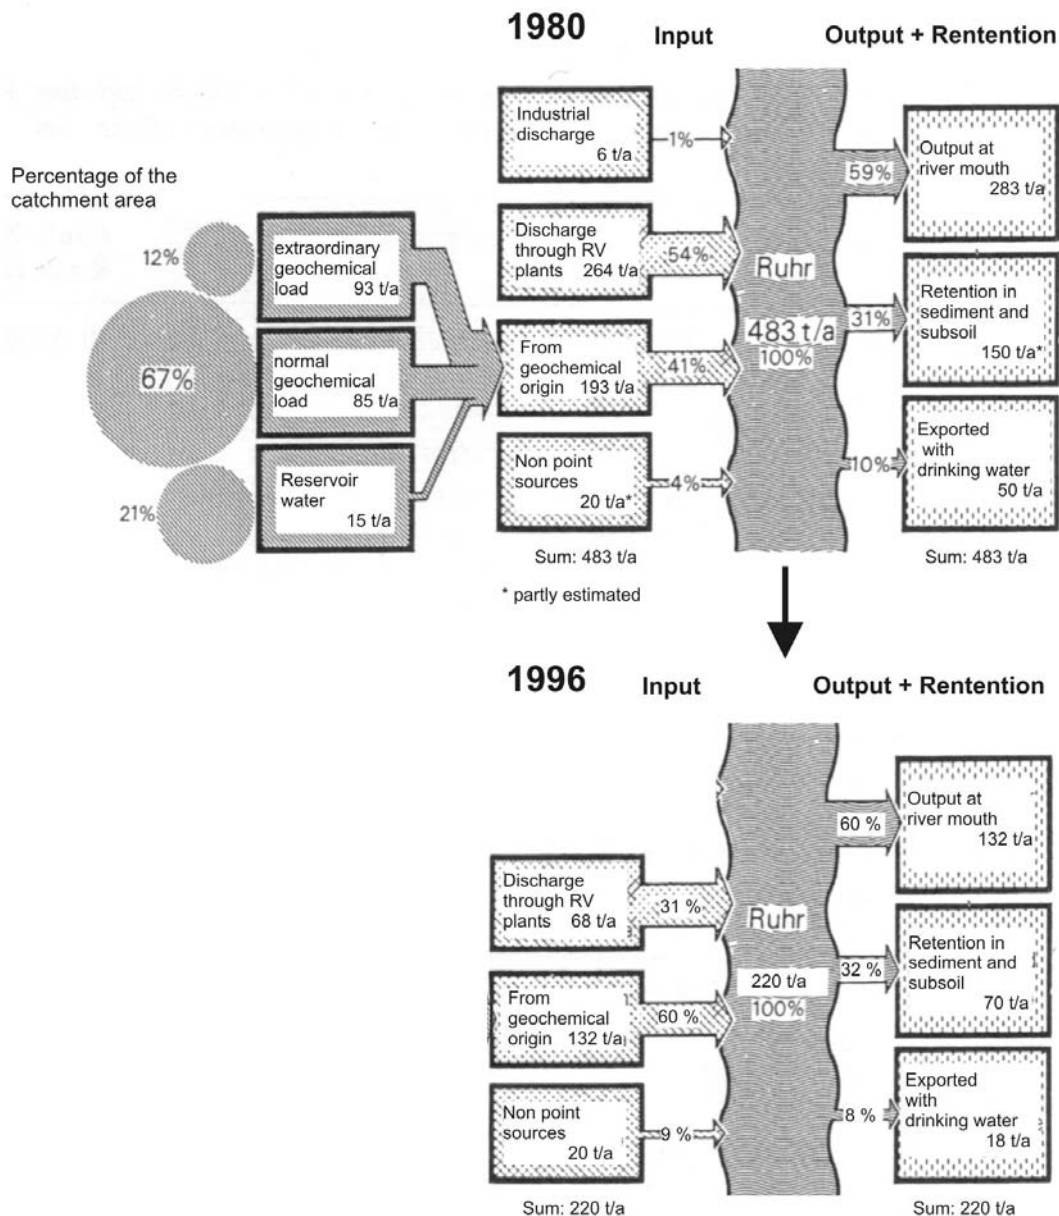 1980
Input
Output + Rentention
Percentage of the
catchment area
12%
67%
21%
extraordinary
geochemical
load 93 t/a
normal
geochemical
load 85 t/a
Reservoir
water
15 t/a
Industrial
discharge
6 t/a
1%
Discharge
through RV
plants 264 t/a
54%
From
geochemical
origin 193 t/a
41%
Non point
sources
20 t/a*
4%
Sum: 483 t/a
* partly estimated
Ruhr
483 t/a
100%
59%
Output at
river mouth
283 t/a
31%
Retention in
sediment and
subsoil
150 t/a*
10%
Exported
with
drinking water
50 t/a
Sum: 483 t/a
1996
Input
Output + Rentention
Discharge
through RV
plants 68 t/a
31 %
From
geochemical
origin 132 t/a
60 %
Non point
sources
20 t/a
9 %
Sum: 220 t/a
Ruhr
220 t/a
100%
60 %
Output at
river mouth
132 t/a
32 %
Retention in
sediment and
subsoil
70 t/a
8 %
Exported
with
drinking water
18 t/a
Sum: 220 t/a